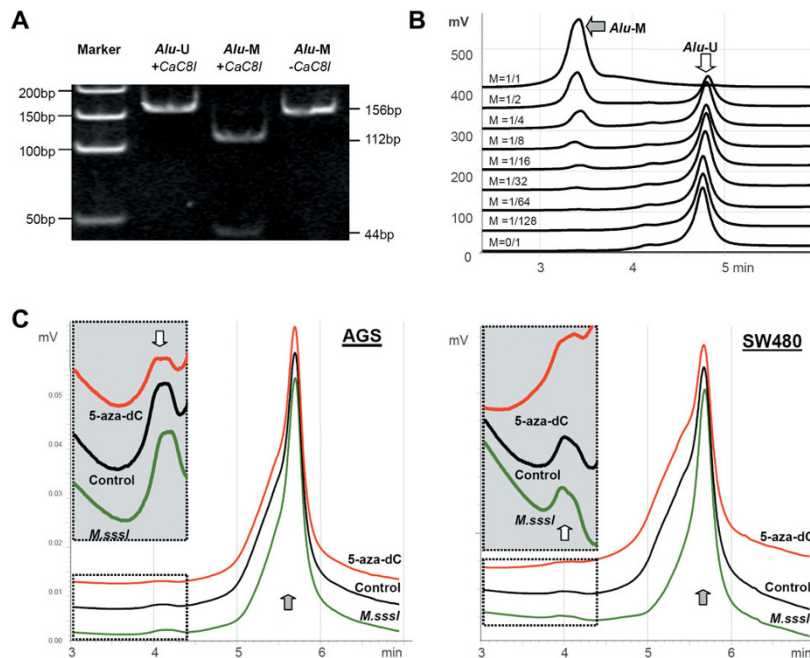 A
Marker
Alu-U
+CaC8I
Alu-M
+CaC8I
Alu-M
-CaC8I
200bp
150bp
100bp
50bp
156bp
112bp
44bp
B
mV
500
400
300
200
100
0
Alu-M
Alu-U
M=1/1
M=1/2
M =1/4
M =1/8
M =1/16
M =1/32
M =1/64
M=1/128
M=0/1
3
4
5 min
C
mV
AGS
0.05
0.04
0.03
0.02
0.01
0.00
5-aza-dC
Control
M.sssI
5-aza-dC
Control
M.sssI
3
4
5
6
min
mV
SW480
5-aza-dC
Control
M.sssI
5-aza-dC
Control
M.sssI
3
4
5
6
min